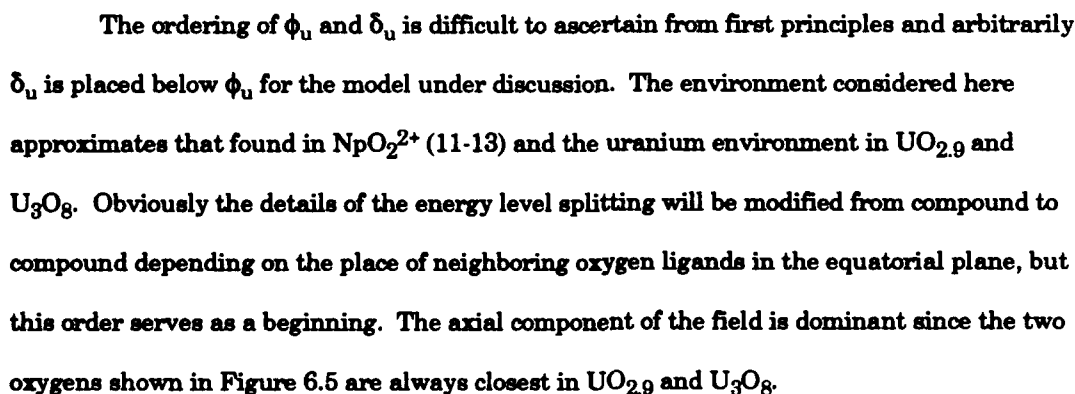 The ordering of ϕᵤ and δᵤ is difficult to ascertain from first principles and arbitrarily
δᵤ is placed below ϕᵤ for the model under discussion. The environment considered here
approximates that found in NpO₂²⁺ (11-13) and the uranium environment in UO₂.₉ and
U₃O₈. Obviously the details of the energy level splitting will be modified from compound to
compound depending on the place of neighboring oxygen ligands in the equatorial plane, but
this order serves as a beginning. The axial component of the field is dominant since the two
oxygens shown in Figure 6.5 are always closest in UO₂.₉ and U₃O₈.